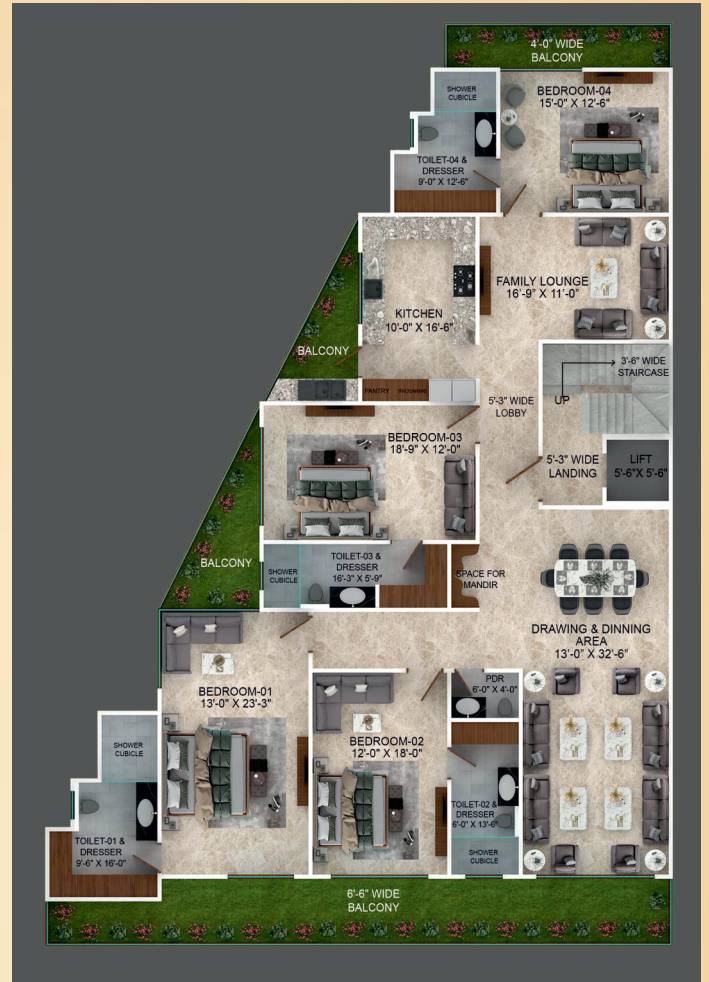 4'-0" WIDE
BALCONY
SHOWER
CUBICLE
BEDROOM-04
15'-0" X 12'-6"
TOILET-04 &
DRESSER
9'-0" X 12'-6"
FAMILY LOUNGE
16'-9" X 11'-0"
KITCHEN
10'-0" X 16'-6"
BALCONY
3'-6" WIDE
STAIRCASE
PANTRY
UP
5'-3" WIDE
LOBBY
BEDROOM-03
18'-9" X 12'-0"
5'-3" WIDE
LANDING
LIFT
5'-6"X 5'-6"
BALCONY
SHOWER
CUBICLE
TOILET-03 &
DRESSER
16'-3" X 5'-9"
SPACE FOR
MANDIR
DRAWING & DINNING
AREA
13'-0" X 32'-6"
PDR
6'-0" X 4'-0"
BEDROOM-01
13'-0" X 23'-3"
BEDROOM-02
12'-0" X 18'-0"
SHOWER
CUBICLE
TOILET-02 &
DRESSER
6'-0" X 13'-6"
TOILET-01 &
DRESSER
9'-6" X 16'-0"
SHOWER
CUBICLE
6'-6" WIDE
BALCONY